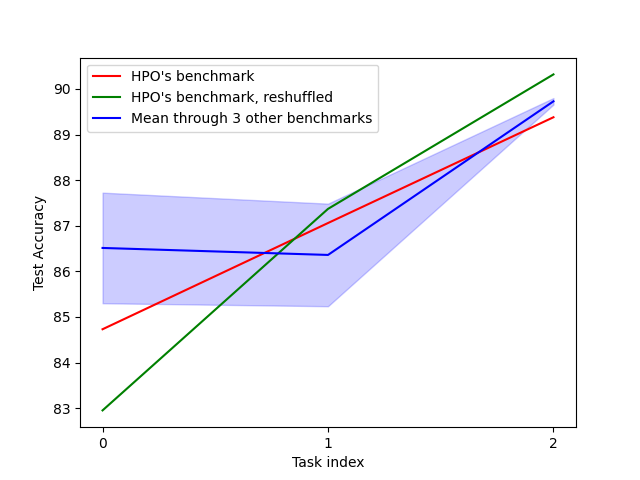 HPO's benchmark
HPO's benchmark, reshuffled
Mean through 3 other benchmarks
90
89
88
87
86
85
84
83
Test Accuracy
0
1
2
Task index